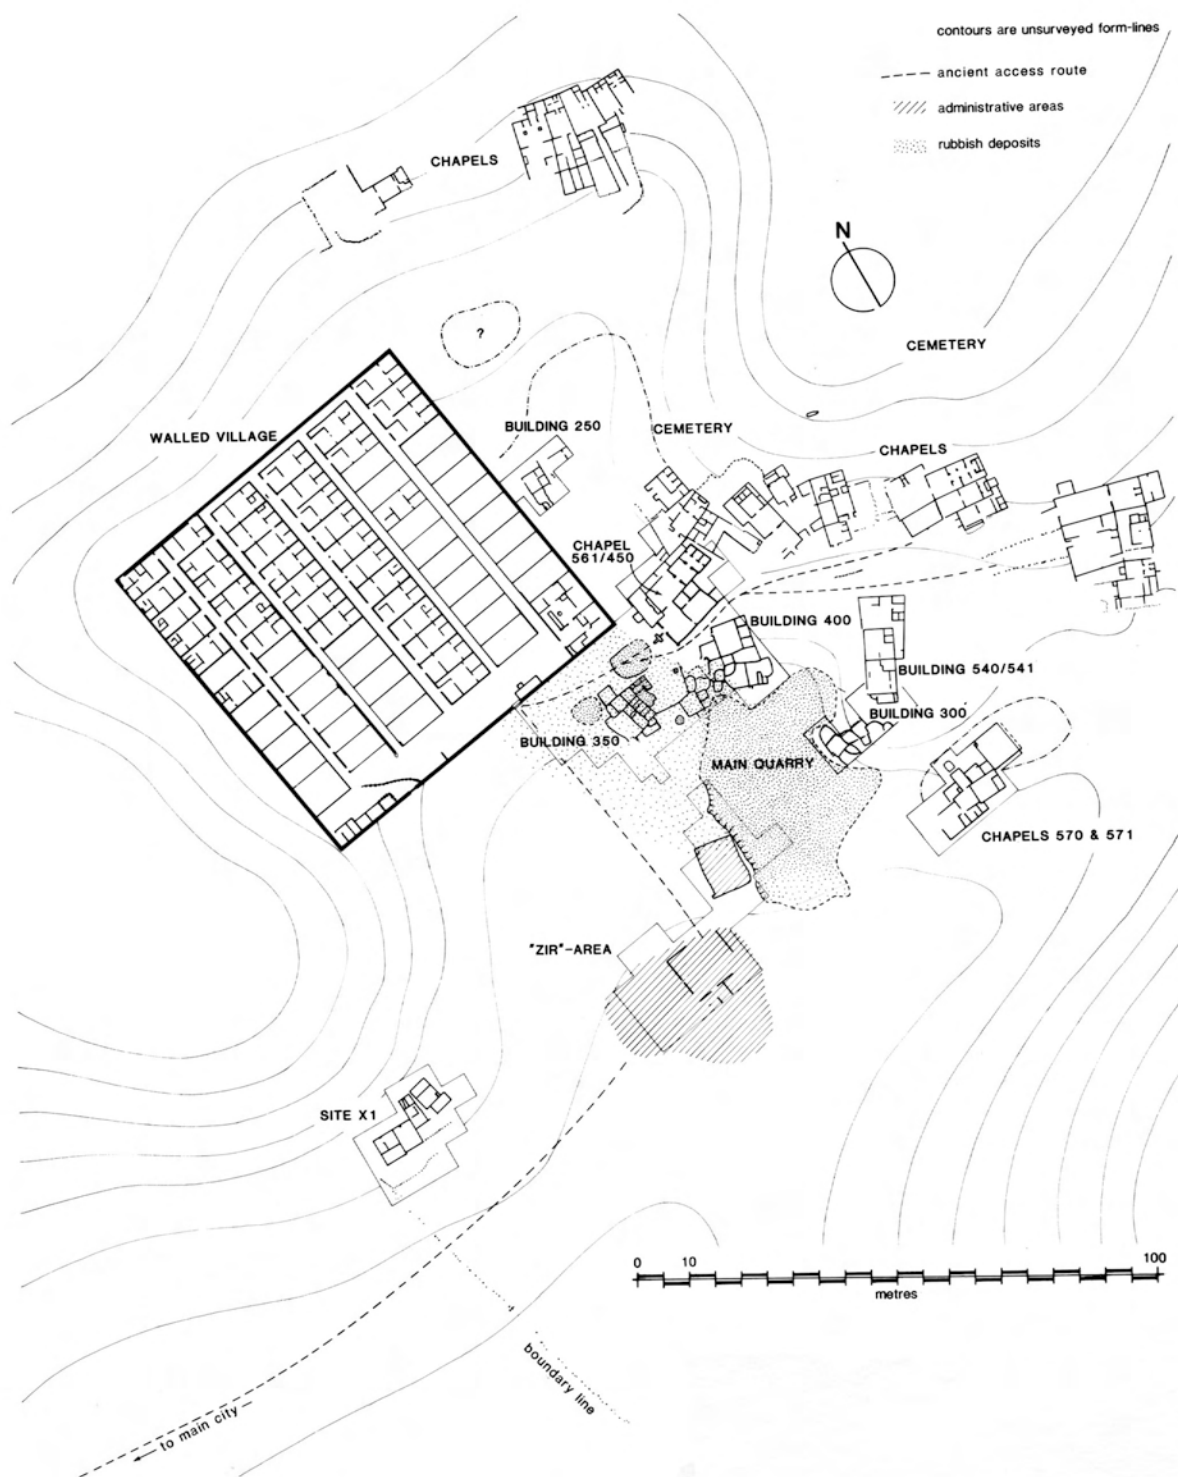 contours are unsurveyed form-lines
ancient access route
administrative areas
rubbish deposits
CHAPELS
N
?
CEMETERY
WALLED VILLAGE
BUILDING 250
CEMETERY
CHAPELS
CHAPEL
561/450
BUILDING 400
BUILDING 540/541
BUILDING 300
BUILDING 350
MAIN QUARRY
CHAPELS 570 & 571
"ZIR"-AREA
SITE X1
0 10 100
metres
boundary line
to main city